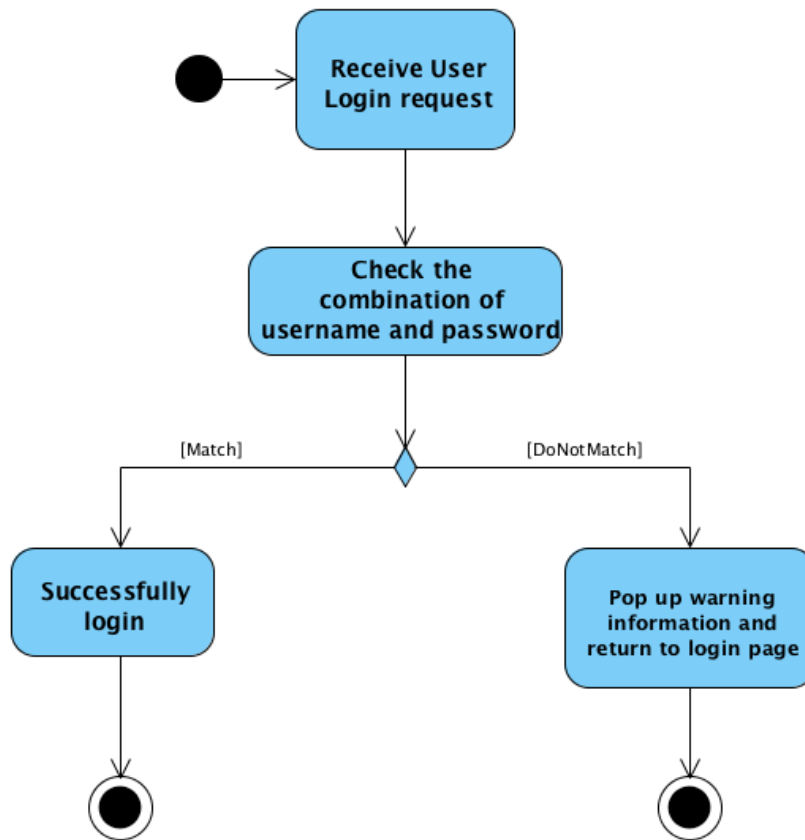 Receive User
Login request
Check the
combination of
username and password
[Match]
[DoNotMatch]
Successfully
login
Pop up warning
information and
return to login page